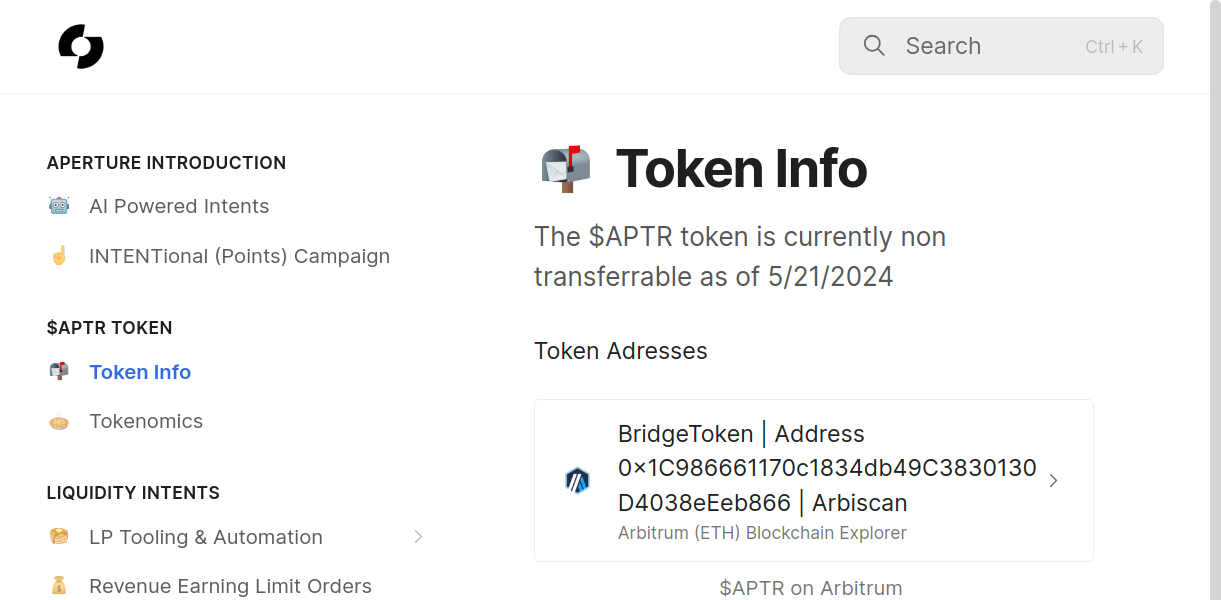 Search
Ctrl + K
APERTURE INTRODUCTION
AI Powered Intents
INTENTional (Points) Campaign
$APTR TOKEN
Token Info
Tokenomics
LIQUIDITY INTENTS
LP Tooling & Automation
Revenue Earning Limit Orders
Token Info
The $APTR token is currently non
transferrable as of 5/21/2024
Token Adresses
BridgeToken | Address
0×1C986661170c1834db49C3830130
D4038eEeb866 | Arbiscan
Arbitrum (ETH) Blockchain Explorer
$APTR on Arbitrum